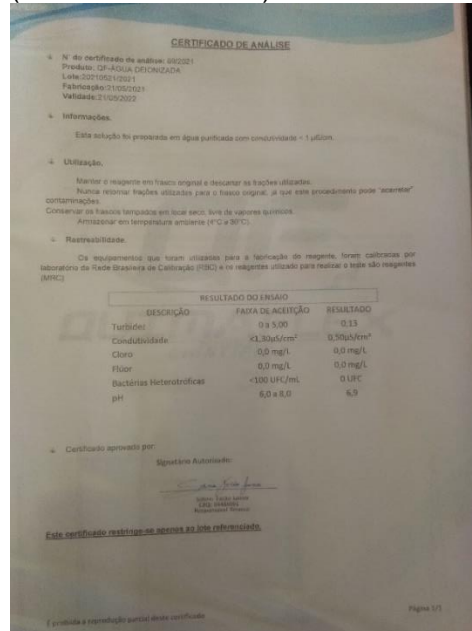 CERTIFICADO DE ANÁLISE
N° do certificado de análise:
Produto: QF-ÁGUA DEIONIZADA
Lote:20210521/2021
Fabricação:21/05/2021
Validade:21/05/2022
Informações.
Esta solução foi preparada em água purificada com condutividade < 1 µS/cm.
Utilização.
Manter o reagente em frasco original e descartar as frações utilizadas.
Nunca retornar frações utilizadas para o frasco original, já que este procedimento pode "acarretar"
contaminações.
Conservar os frascos tampados em local seco, livre de vapores químicos.
Armazenar em temperatura ambiente (4°C a 30°C).
Rastreabilidade.
Os equipamentos que foram utilizados para a fabricação do reagente, foram calibrados por
laboratório da Rede Brasileira de Calibração (RBC) e os reagentes utilizado para realizar o teste são reagentes
(MRC)
RESULTADO DO ENSAIO
DESCRIÇÃO FAIXA DE ACEITÇÃO RESULTADO
Turbidez 0 a 5,00 0,13
Condutividade <1,30µS/cm² 0,50µS/cm²
Cloro 0,0 mg/L 0,0 mg/L
Flúor 0,0 mg/L 0,0 mg/L
Bactérias Heterotróficas <100 UFC/mL 0 UFC
pH 6,0 a 8,0 6,9
Certificado aprovado por:
Signatário Autorizado:
Responsável Técnico
Este certificado restringe-se apenas ao lote referenciado.
Página 1/1
É proibida a reprodução parcial deste certificado